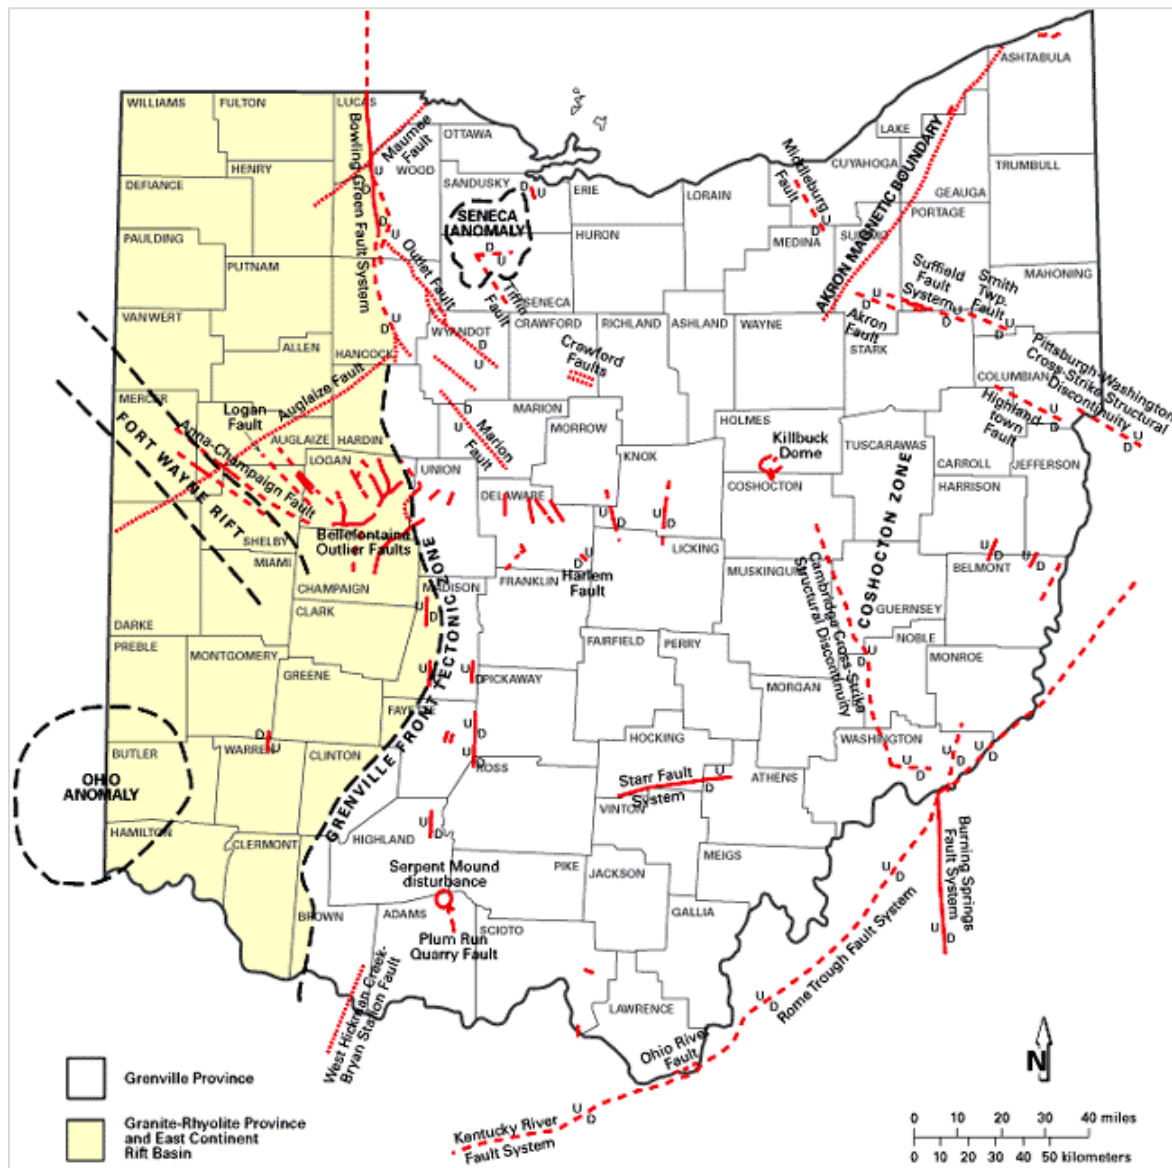 ASHTABULA
WILLIAMS
FULTON
LUCAS
OTTAWA
LAKE
Maumee
Fault
WOOD
Bowling Green Fault System
HENRY
DEFIANCE
SANDUSKY
ERIE
LORAIN
CUYAHOGA
GEAUGA
TRUMBULL
Middleburg
Fault
AKRON MAGNETIC BOUNDARY
SENECA
ANOMALY
PAULDING
HURON
MEDINA
PORTAGE
PUTNAM
Outlet Fault
Tiffin
Fault
SENECA
Suffield
Fault
System
Smith
Twp.
Fault
MAHONING
VANWERT
WYANDOT
CRAWFORD
RICHLAND
ASHLAND
WAYNE
Akron
Fault
STARK
ALLEN
HANCOCK
Crawford
Faults
Pittsburgh-Washington
Cross-Strike Structural
Discontinuity
COLUMBIANA
MERCER
Logan
Fault
Auglaize Fault
AUGLAIZE
HARDIN
MARION
Marion
Fault
MORROW
HOLMES
Highland
town
Fault
FORT WAYNE RIFT
Anna-Champaign Fault
LOGAN
UNION
KNOX
Killbuck
Dome
TUSCARAWAS
CARROLL
JEFFERSON
DELAWARE
COSHOCTON
HARRISON
SHELBY
Bellefontaine
Outlier Faults
LICKING
COSHOCTON ZONE
MIAMI
CHAMPAIGN
MADISON
FRANKLIN
Harlem
Fault
MUSKINGUM
Cambridge Cross-Strike
Structural Discontinuity
BELMONT
DARKE
CLARK
GUERNSEY
PREBLE
MONTGOMERY
FAIRFIELD
PERRY
NOBLE
MONROE
GREENE
PICKAWAY
MORGAN
FAYETTE
GRENVILLE FRONT TECTONIC ZONE
BUTLER
WARREN
CLINTON
HOCKING
WASHINGTON
ROSS
OHIO
ANOMALY
Starr Fault
System
ATHENS
VINTON
HAMILTON
CLERMONT
HIGHLAND
Burning Springs
Fault System
Serpent Mound
disturbance
PIKE
JACKSON
MEIGS
BROWN
ADAMS
SCIOTO
GALLIA
Plum Run
Quarry Fault
West Hickman Creek-
Bryan Station Fault
Rome Trough Fault System
LAWRENCE
Ohio River
Fault
Kentucky River
Fault System
N
Grenville Province
Granite-Rhyolite Province
and East Continent
Rift Basin
0 10 20 30 40 miles
0 10 20 30 40 50 kilometers